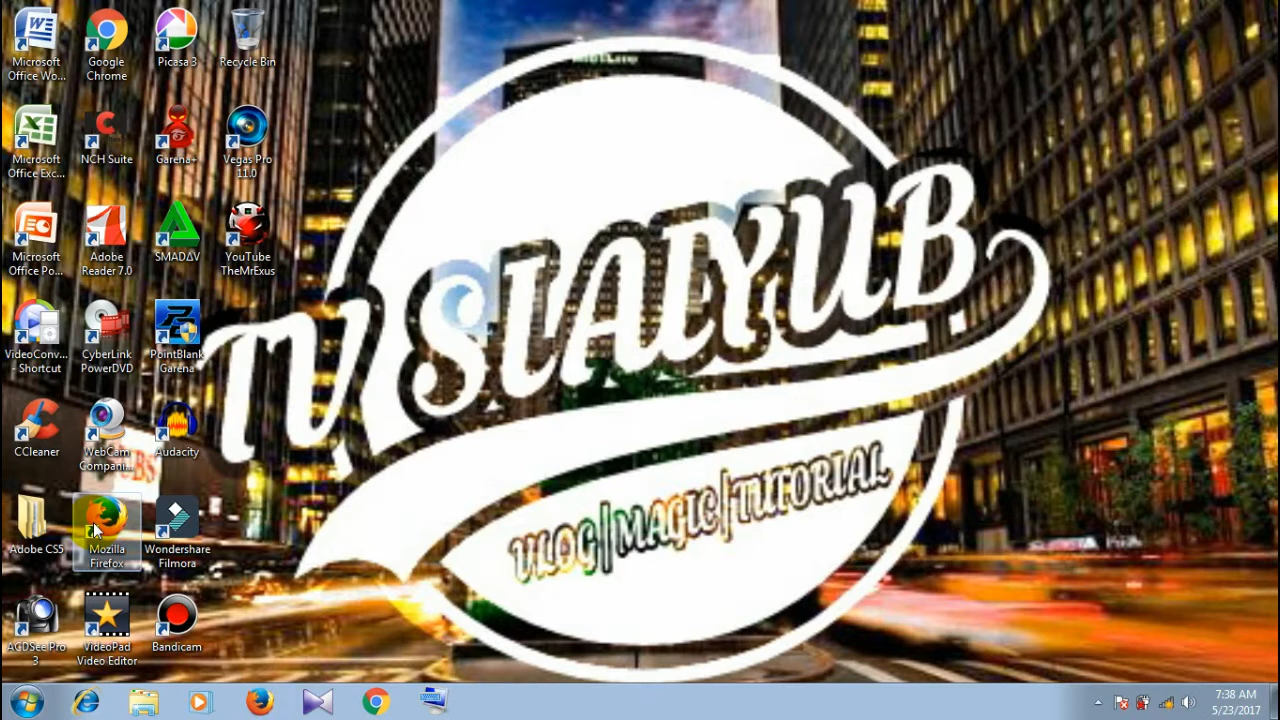 Microsoft Office Wo...
Google Chrome
Picasa 3
Recycle Bin
Microsoft Office Exc...
NCH Suite
Garena+
Vegas Pro 11.0
Microsoft Office Po...
Adobe Reader 7.0
SMADΔV
YouTube TheMrExus
VideoConv... - Shortcut
CyberLink PowerDVD
PointBlank Garena
CCleaner
WebCam Compani...
Audacity
Adobe CS5
Mozilla Firefox
Wondershare Filmora
ACDSee Pro 3
VideoPad Video Editor
Bandicam
TV SIAIYUB
VLOG|MAGIC|TUTORIAL
7:38 AM
5/23/2017